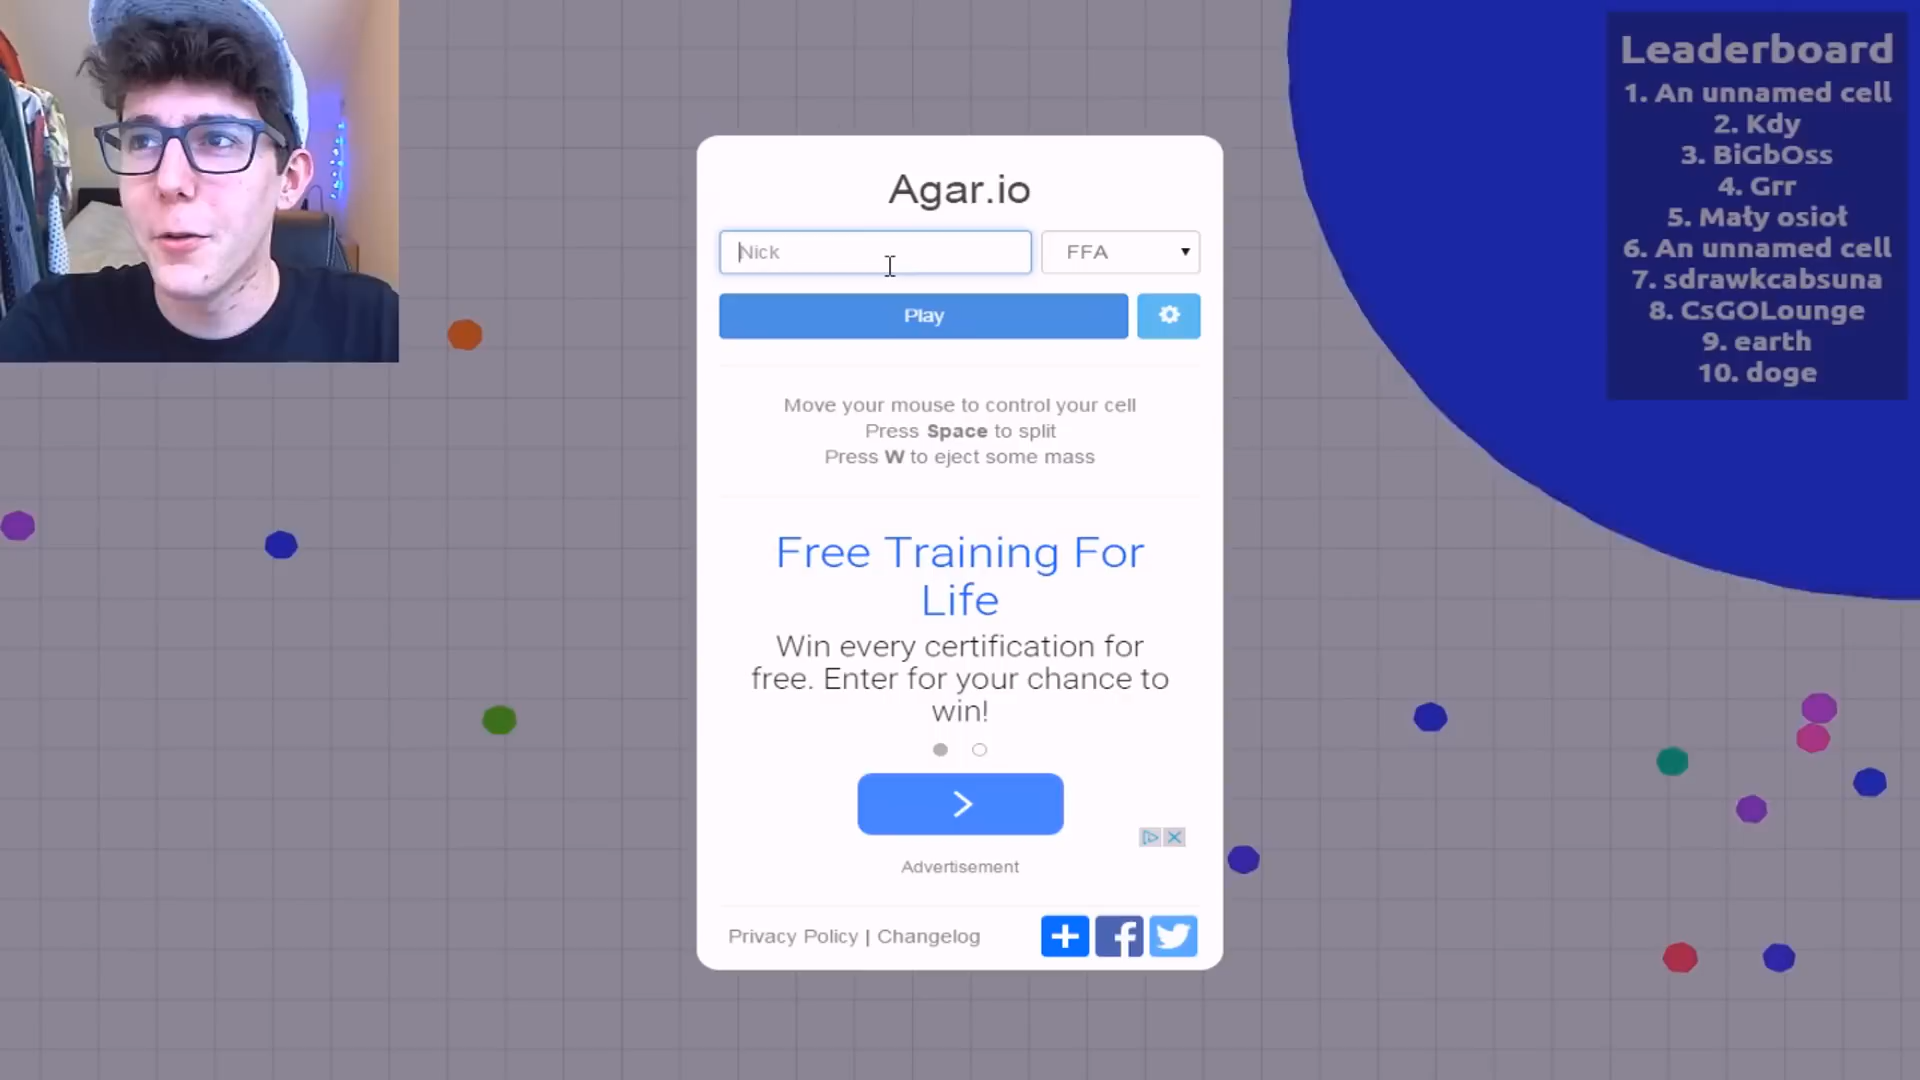 Leaderboard
1. An unnamed cell
2. Kdy
3. BiGbOss
4. Grr
5. Mały osioł
6. An unnamed cell
7. sdrawkcabsuna
8. CsGOLounge
9. earth
10. doge
Agar.io
Nick
FFA
Play
Move your mouse to control your cell
Press Space to split
Press W to eject some mass
Free Training For
Life
Win every certification for
free. Enter for your chance to
win!
Advertisement
Privacy Policy | Changelog